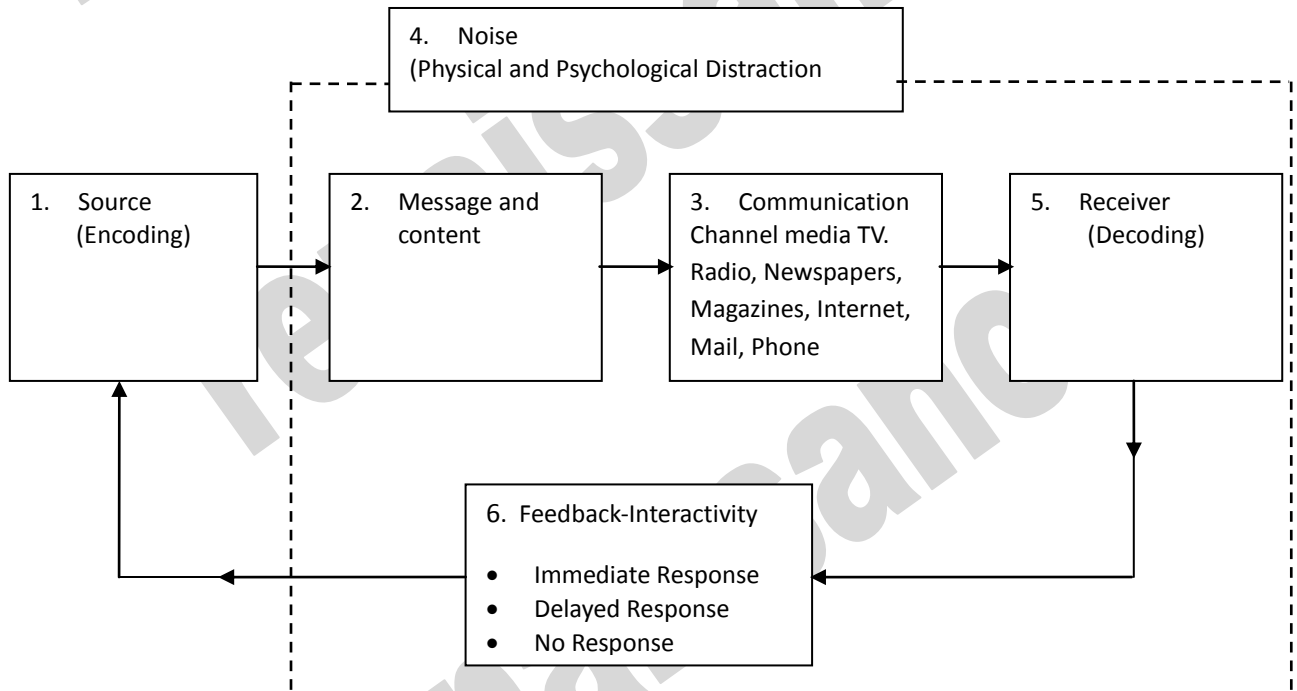 4. Noise
(Physical and Psychological Distraction
1. Source
(Encoding)
2. Message and
content
3. Communication
Channel media TV.
Radio, Newspapers,
Magazines, Internet,
Mail, Phone
5. Receiver
(Decoding)
6. Feedback-Interactivity
• Immediate Response
• Delayed Response
• No Response